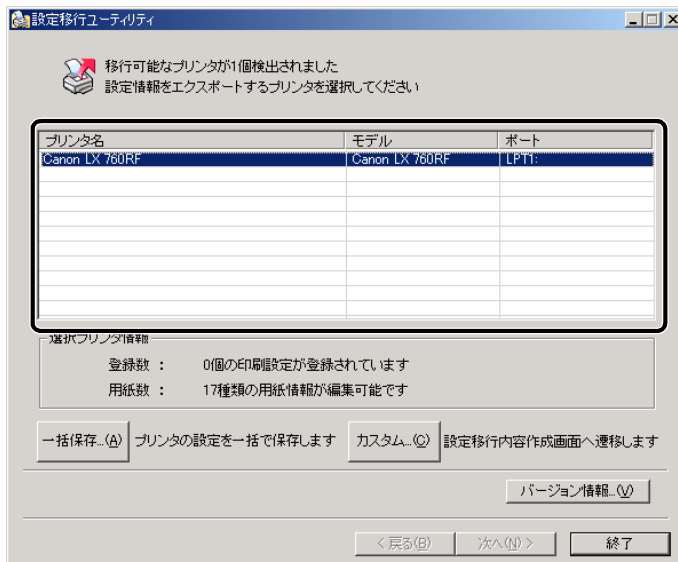 設定移行ユーティリティ
移行可能なプリンタが1個検出されました
設定情報をエクスポートするプリンタを選択してください
プリンタ名 モデル ポート
Canon LX 760RF Canon LX 760RF LPT1:
選択プリンタ情報
登録数 : 0個の印刷設定が登録されています
用紙数 : 17種類の用紙情報が編集可能です
一括保存...(A) プリンタの設定を一括で保存します カスタム...(C) 設定移行内容作成画面へ遷移します
バージョン情報...(V)
< 戻る(B) 次へ(N) > 終了